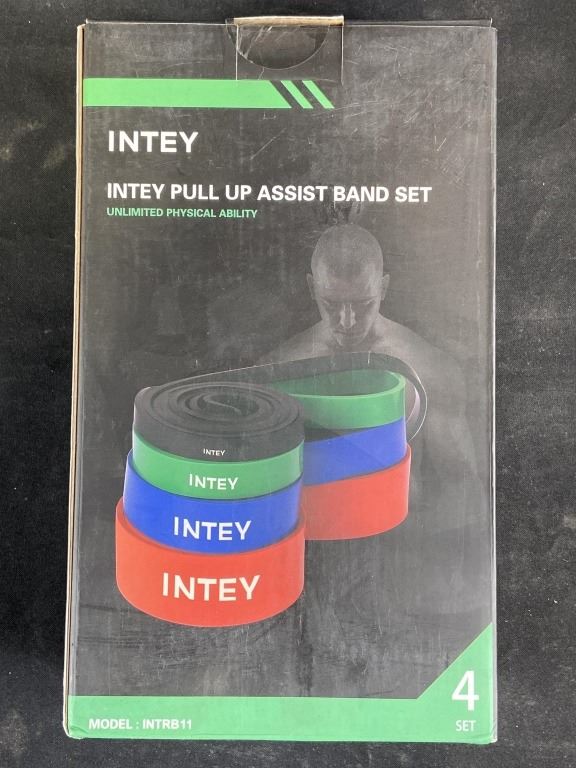 INTEY
INTEY PULL UP ASSIST BAND SET
UNLIMITED PHYSICAL ABILITY
INTEY
INTEY
INTEY
INTEY
MODEL : INTRB11
4
SET